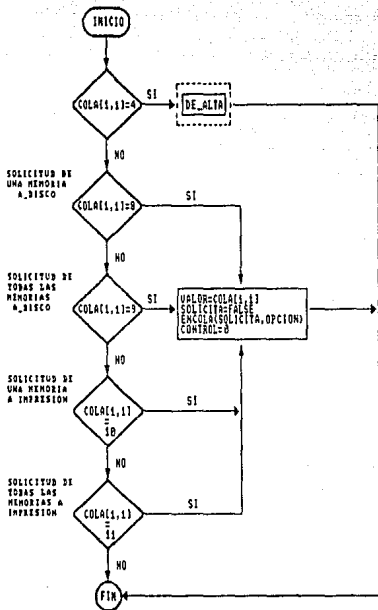 INICIO
COLA[1,1]=4
SI
DE_ALTA
NO
SOLICITUD DE
UNA MEMORIA
A_DISCO
COLA[1,1]=8
SI
NO
SOLICITUD DE
TODAS LAS
MEMORIAS
A_DISCO
COLA[1,1]=9
SI
VALOR=COLA[1,1]
SOLICITA=FALSE
ENCOLA(SOLICITA,OPCION)
CONTROL=0
NO
SOLICITUD DE
UNA MEMORIA
A IMPRESION
COLA[1,1]
=
10
SI
NO
SOLICITUD DE
TODAS LAS
MEMORIAS A
IMPRESION
COLA[1,1]
=
11
SI
NO
FIN